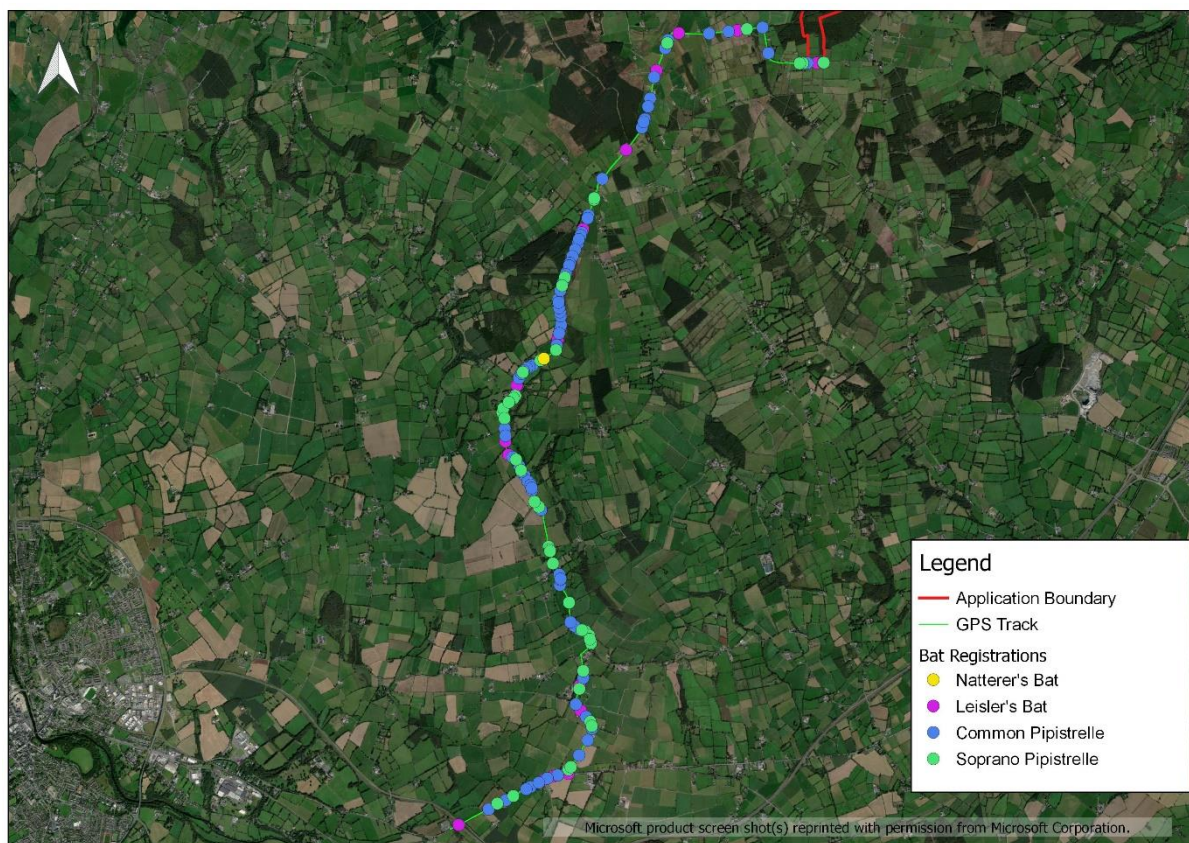 Legend
Application Boundary
GPS Track
Bat Registrations
Natterer's Bat
Leisler's Bat
Common Pipistrelle
Soprano Pipistrelle
Microsoft product screen shot(s) reprinted with permission from Microsoft Corporation.